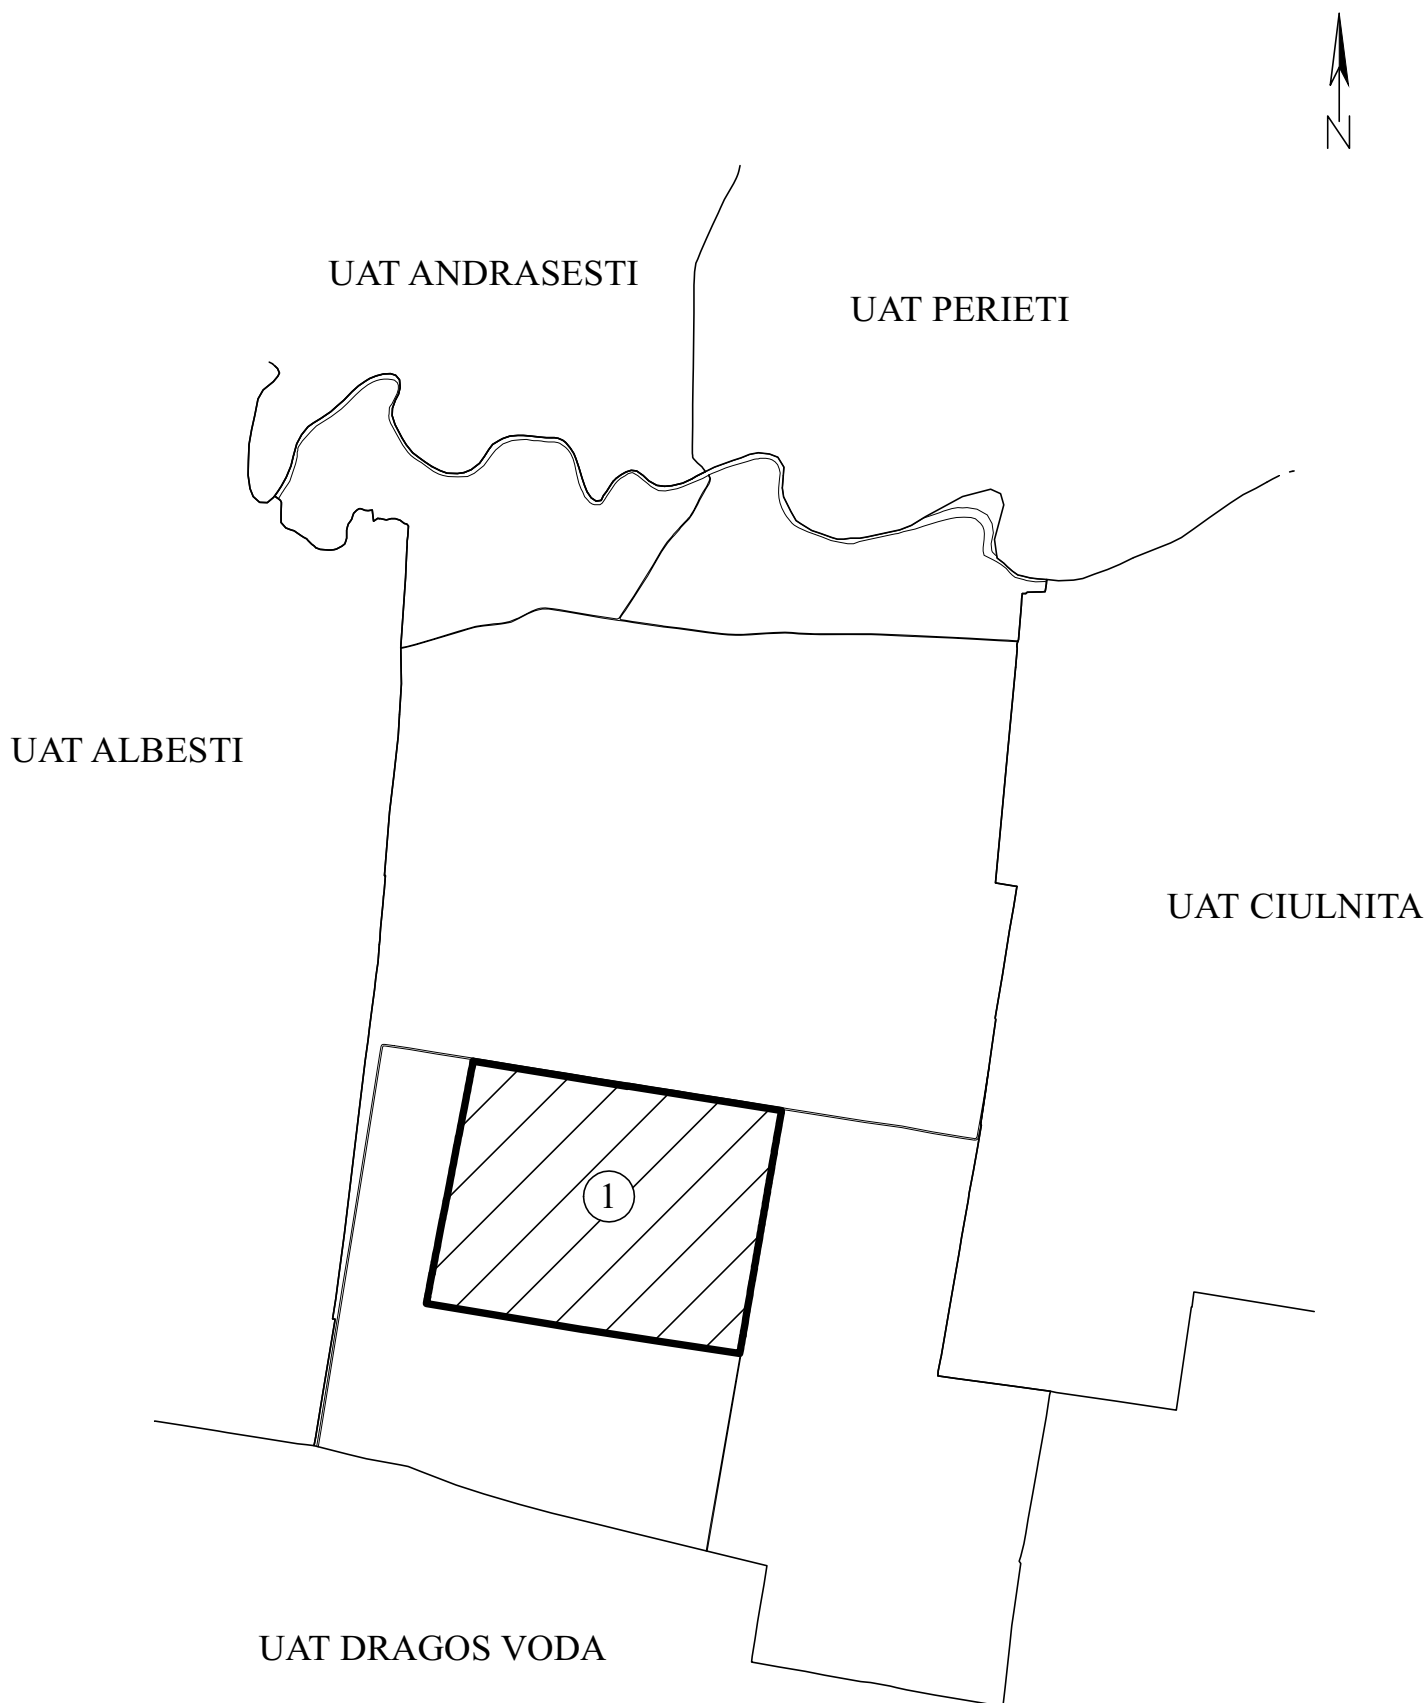 N
UAT ANDRASESTI
UAT PERIETI
UAT ALBESTI
UAT CIULNITA
1
UAT DRAGOS VODA